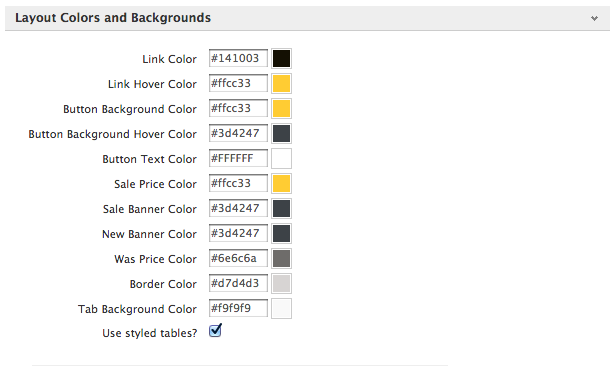 Layout Colors and Backgrounds
Link Color #141003
Link Hover Color #ffcc33
Button Background Color #ffcc33
Button Background Hover Color #3d4247
Button Text Color #FFFFFF
Sale Price Color #ffcc33
Sale Banner Color #3d4247
New Banner Color #3d4247
Was Price Color #6e6c6a
Border Color #d7d4d3
Tab Background Color #f9f9f9
Use styled tables?